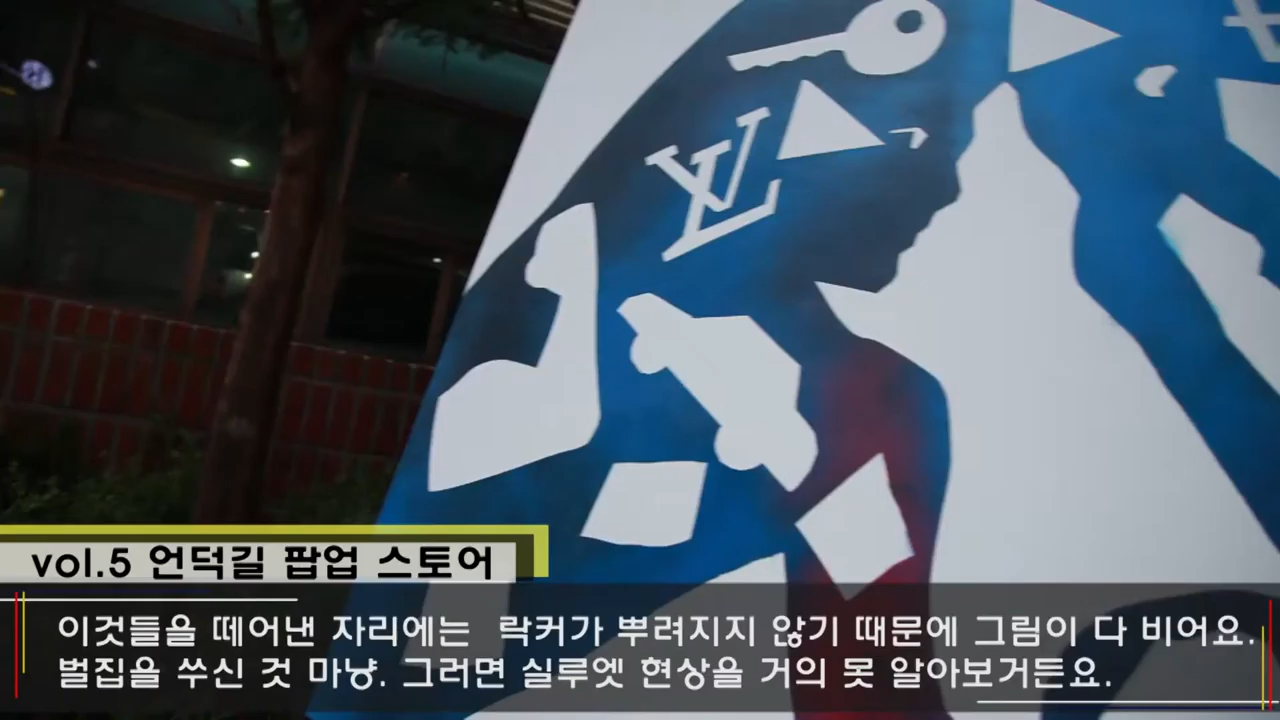 LV
vol.5 언덕길 팝업 스토어
이것들을 떼어낸 자리에는 락커가 뿌려지지 않기 때문에 그림이 다 비어요.
벌집을 쑤신 것 마냥. 그러면 실루엣 현상을 거의 못 알아보거든요.